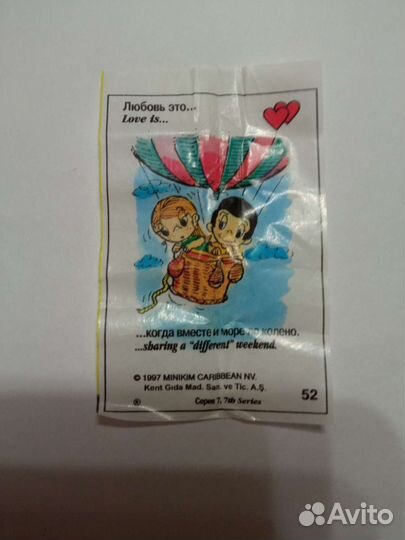 Любовь это...
Love is...
...когда вместе и море по колено.
...sharing a "different" weekend.
© 1997 MINIKIM CARIBBEAN NV.
Kent Gıda Mad. San. ve Tic. A.Ş.
52
® Серия 7, 7th Series
Avito